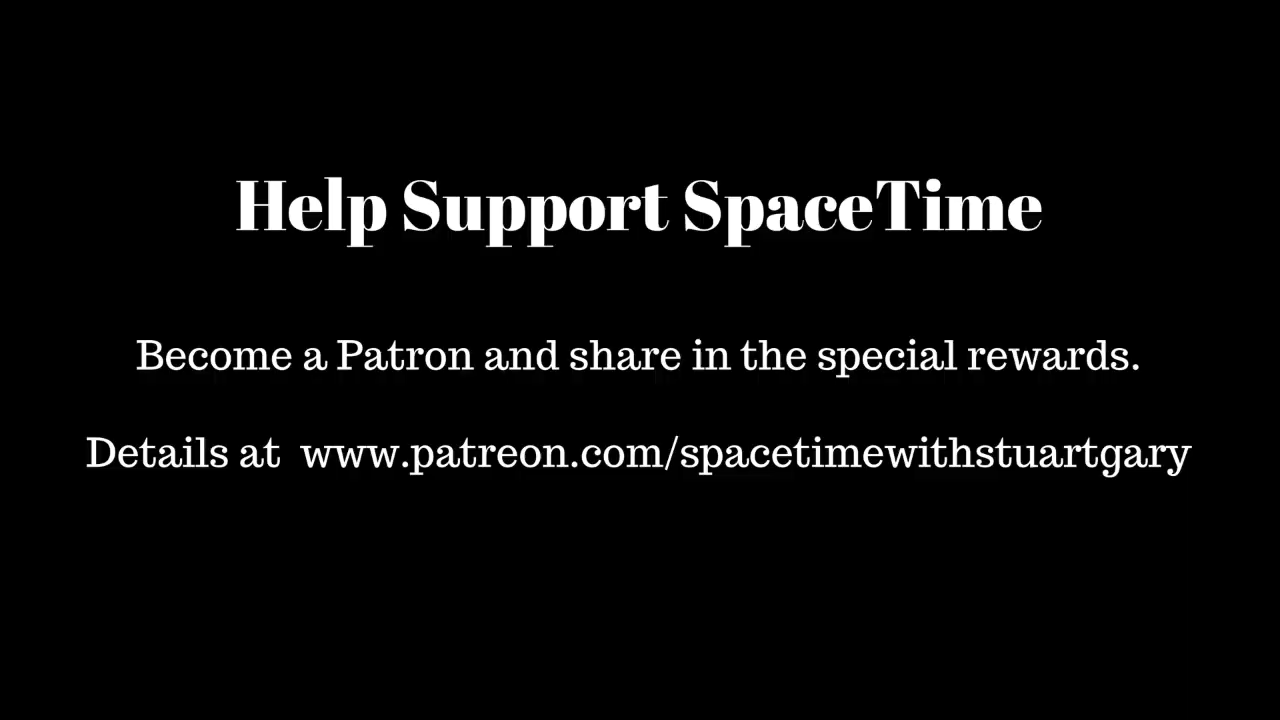 Help Support SpaceTime
Become a Patron and share in the special rewards.
Details at  www.patreon.com/spacetimewithstuartgary